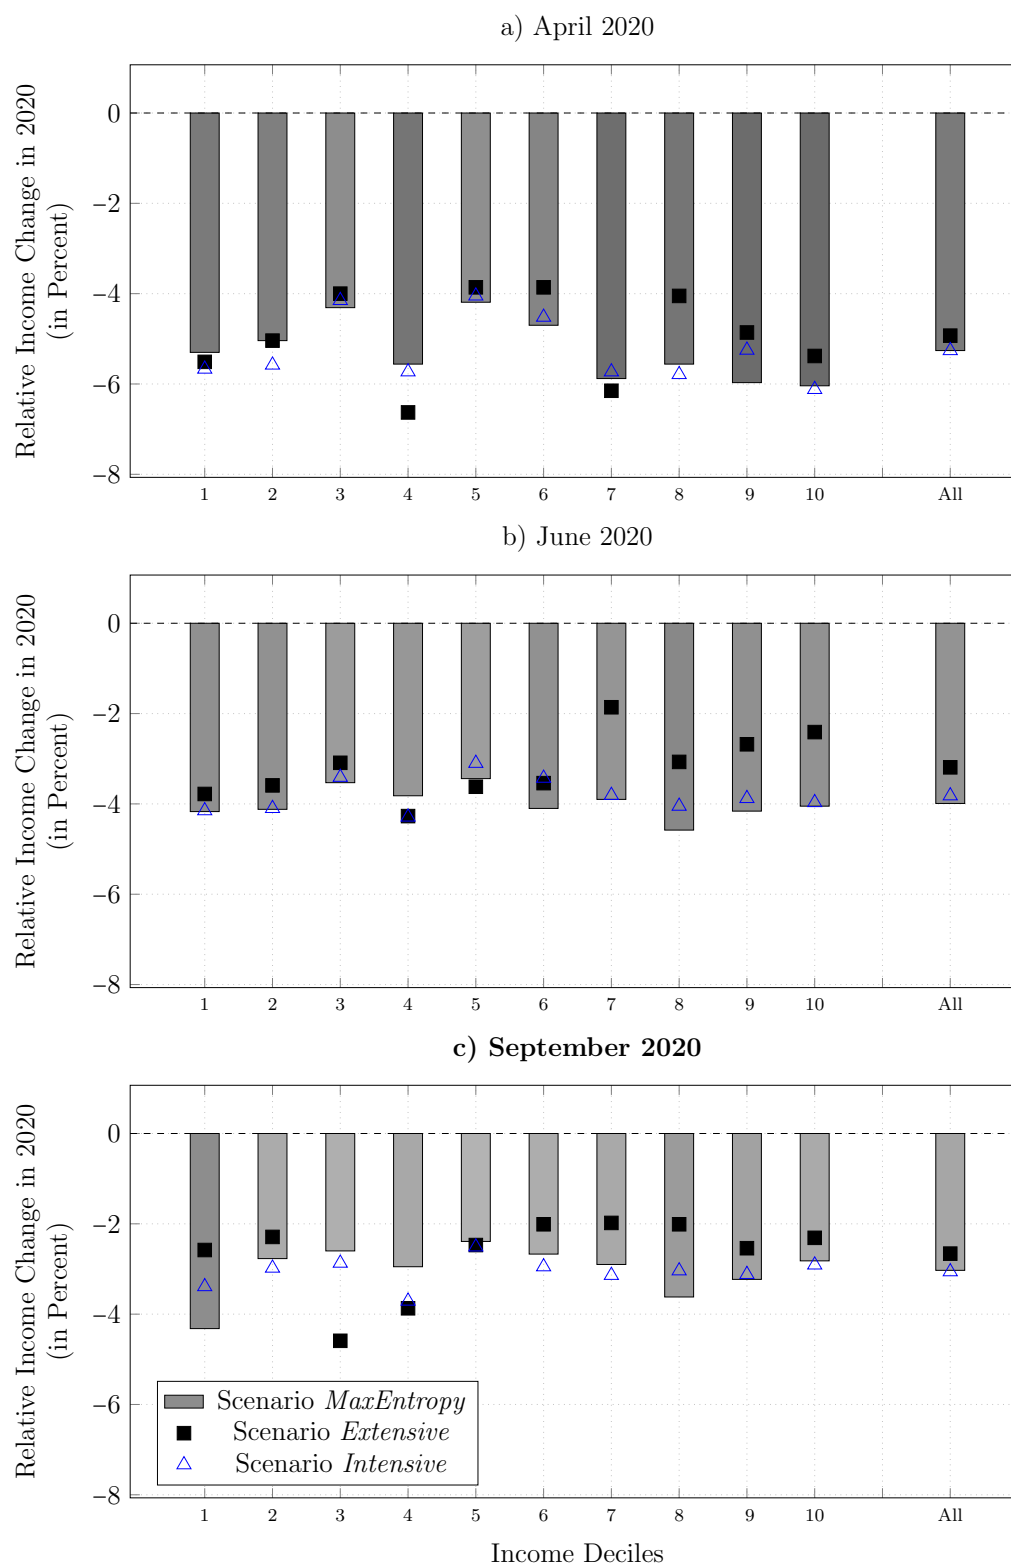 a) April 2020
Relative Income Change in 2020
(in Percent)
0
−2
−4
−6
−8
1 2 3 4 5 6 7 8 9 10 All
b) June 2020
Relative Income Change in 2020
(in Percent)
0
−2
−4
−6
−8
1 2 3 4 5 6 7 8 9 10 All
c) September 2020
Relative Income Change in 2020
(in Percent)
0
−2
−4
−6
−8
Scenario MaxEntropy
Scenario Extensive
Scenario Intensive
1 2 3 4 5 6 7 8 9 10 All
Income Deciles